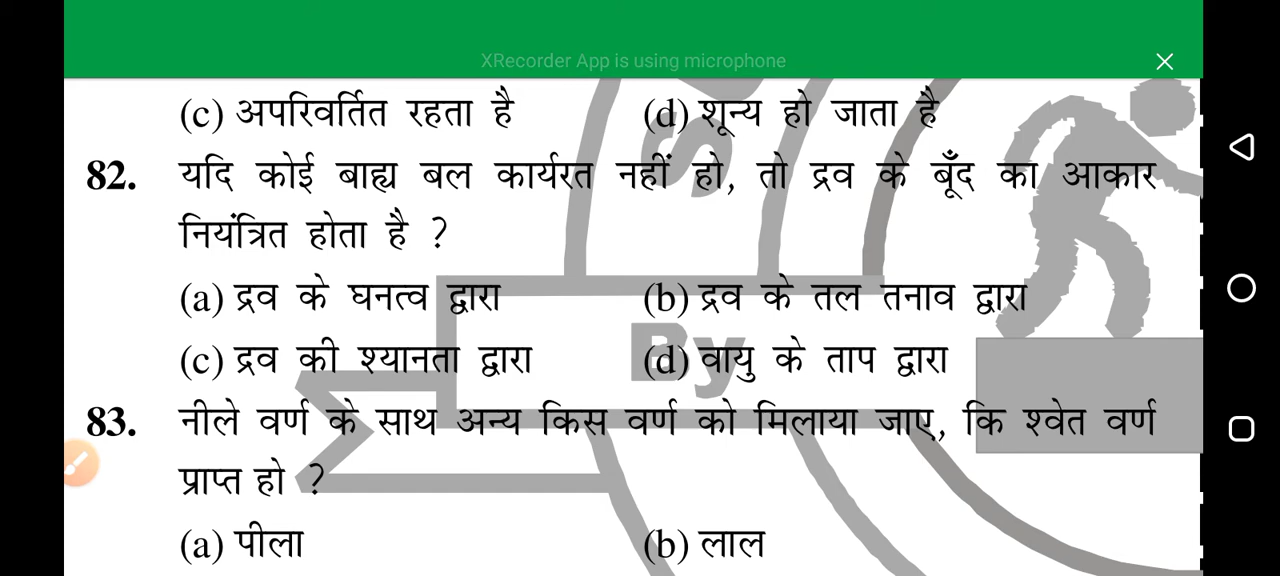 XRecorder App is using microphone
(c) अपरिवर्तित रहता है (d) शून्य हो जाता है
82. यदि कोई बाह्य बल कार्यरत नहीं हो, तो द्रव के बूँद का आकार
नियंत्रित होता है ?
(a) द्रव के घनत्व द्वारा (b) द्रव के तल तनाव द्वारा
(c) द्रव की श्यानता द्वारा (d) वायु के ताप द्वारा
By
83. नीले वर्ण के साथ अन्य किस वर्ण को मिलाया जाए, कि श्वेत वर्ण
प्राप्त हो ?
(a) पीला (b) लाल